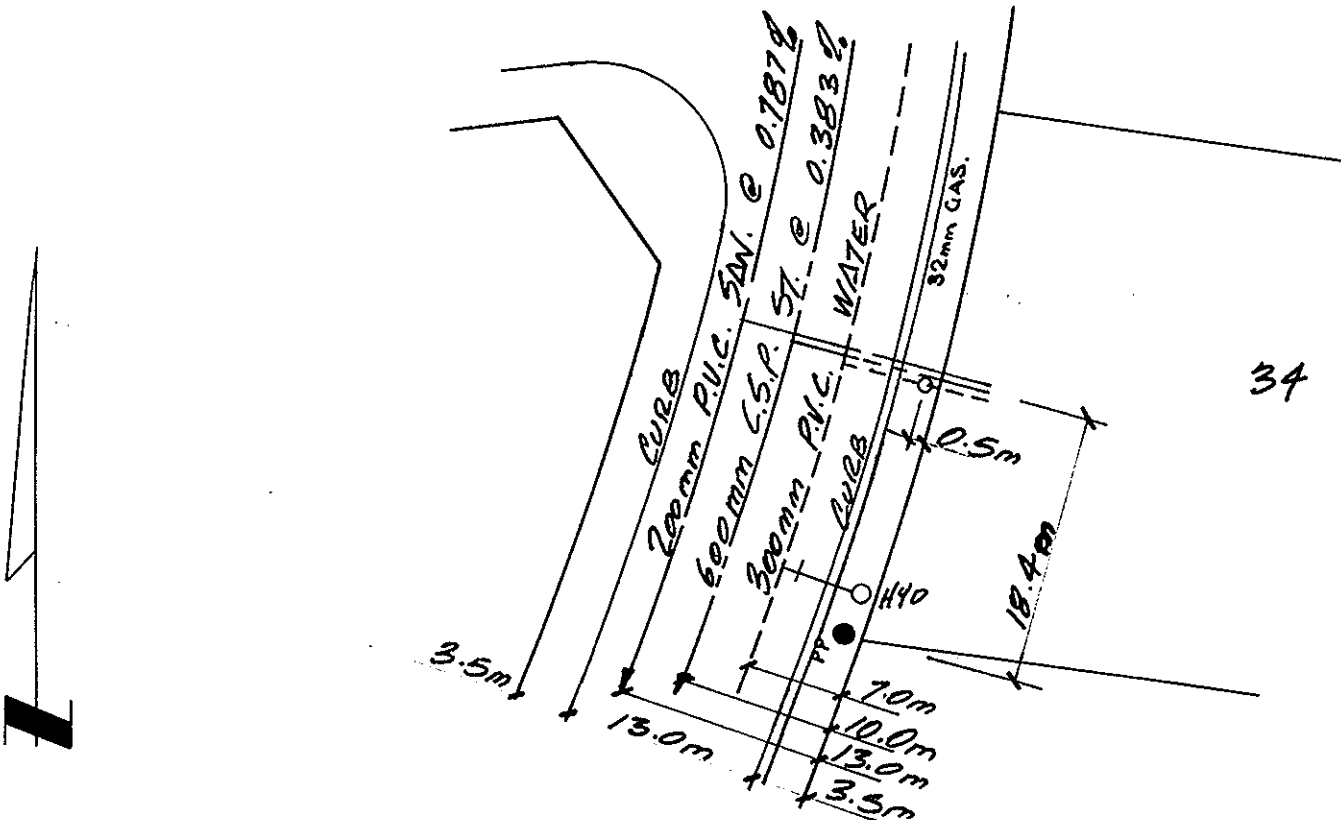 200mm P.V.C. SAN. @ 0.787%
600mm C.S.P. ST. @ 0.383%
300mm P.V.C. WATER
32mm GAS.
CURB
CURB
34
0.5m
18.4m
HYD
PP
3.5m
13.0m
7.0m
10.0m
13.0m
3.5m